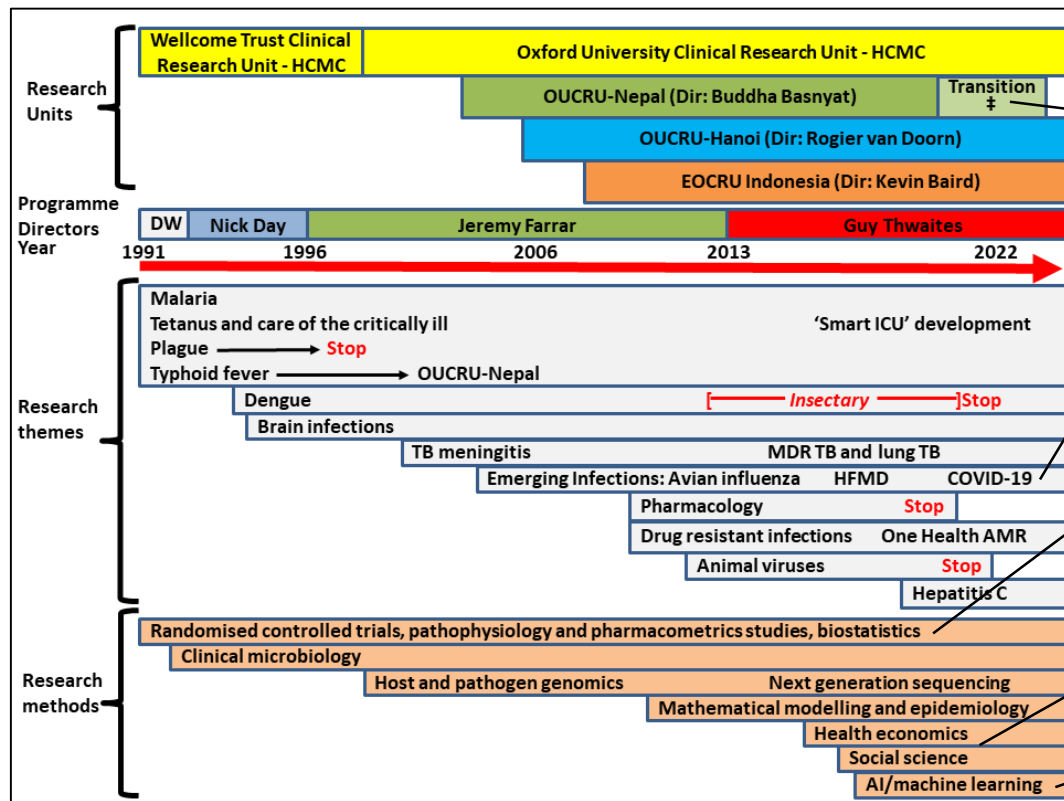 Wellcome Trust Clinical
Research Unit - HCMC
Oxford University Clinical Research Unit - HCMC
Research
Units
OUCRU-Nepal (Dir: Buddha Basnyat)
Transition
‡
OUCRU-Hanoi (Dir: Rogier van Doorn)
EOCRU Indonesia (Dir: Kevin Baird)
Programme
Directors
DW
Nick Day
Jeremy Farrar
Guy Thwaites
Year
1991
1996
2006
2013
2022
Research
themes
Malaria
Tetanus and care of the critically ill
'Smart ICU' development
Plague
Stop
Typhoid fever
OUCRU-Nepal
Dengue
[ Insectary ]Stop
Brain infections
TB meningitis
MDR TB and lung TB
Emerging Infections: Avian influenza
HFMD
COVID-19
Pharmacology
Stop
Drug resistant infections
One Health AMR
Animal viruses
Stop
Hepatitis C
Research
methods
Randomised controlled trials, pathophysiology and pharmacometrics studies, biostatistics
Clinical microbiology
Host and pathogen genomics
Next generation sequencing
Mathematical modelling and epidemiology
Health economics
Social science
AI/machine learning